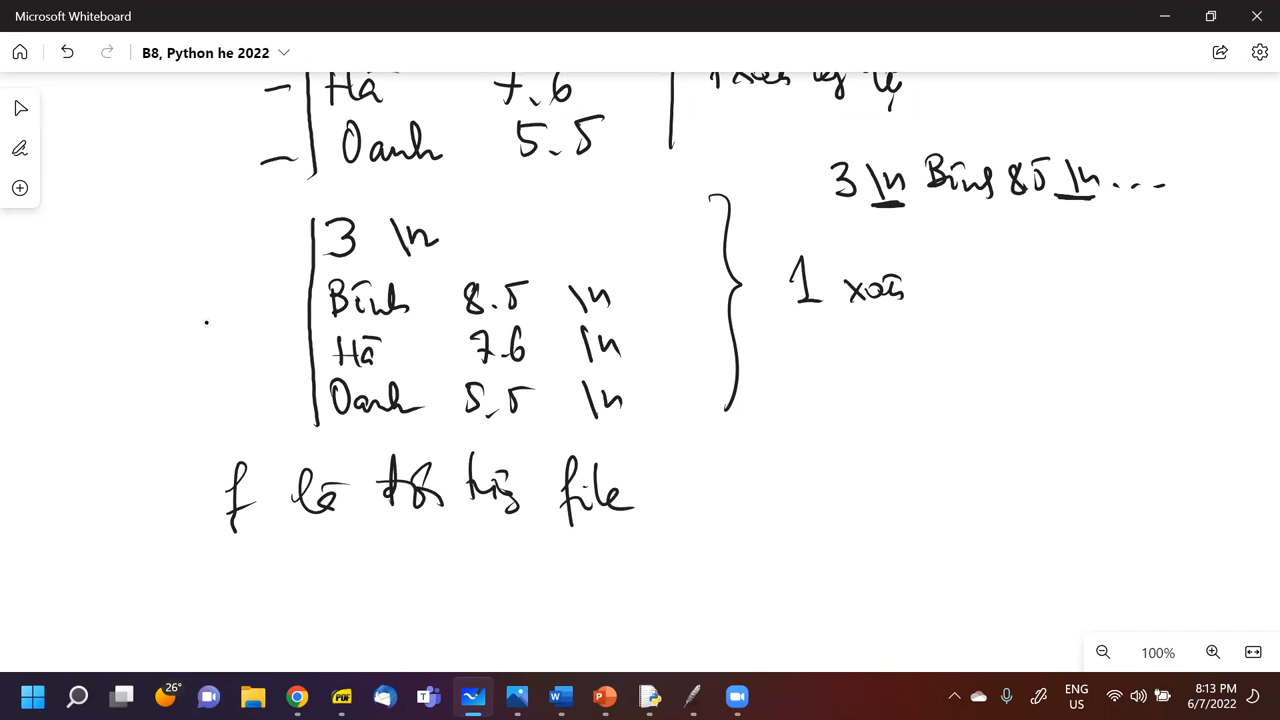 Microsoft Whiteboard
B8, Python he 2022
Hà 7.6
Oanh 5.5
3 \n Bình 8.5 \n ...
3 \n
Bình 8.5 \n
Hà 7.6 \n
Oanh 5.5 \n
1 xâu
f là file
100%
26°
ENG
US
8:13 PM
6/7/2022